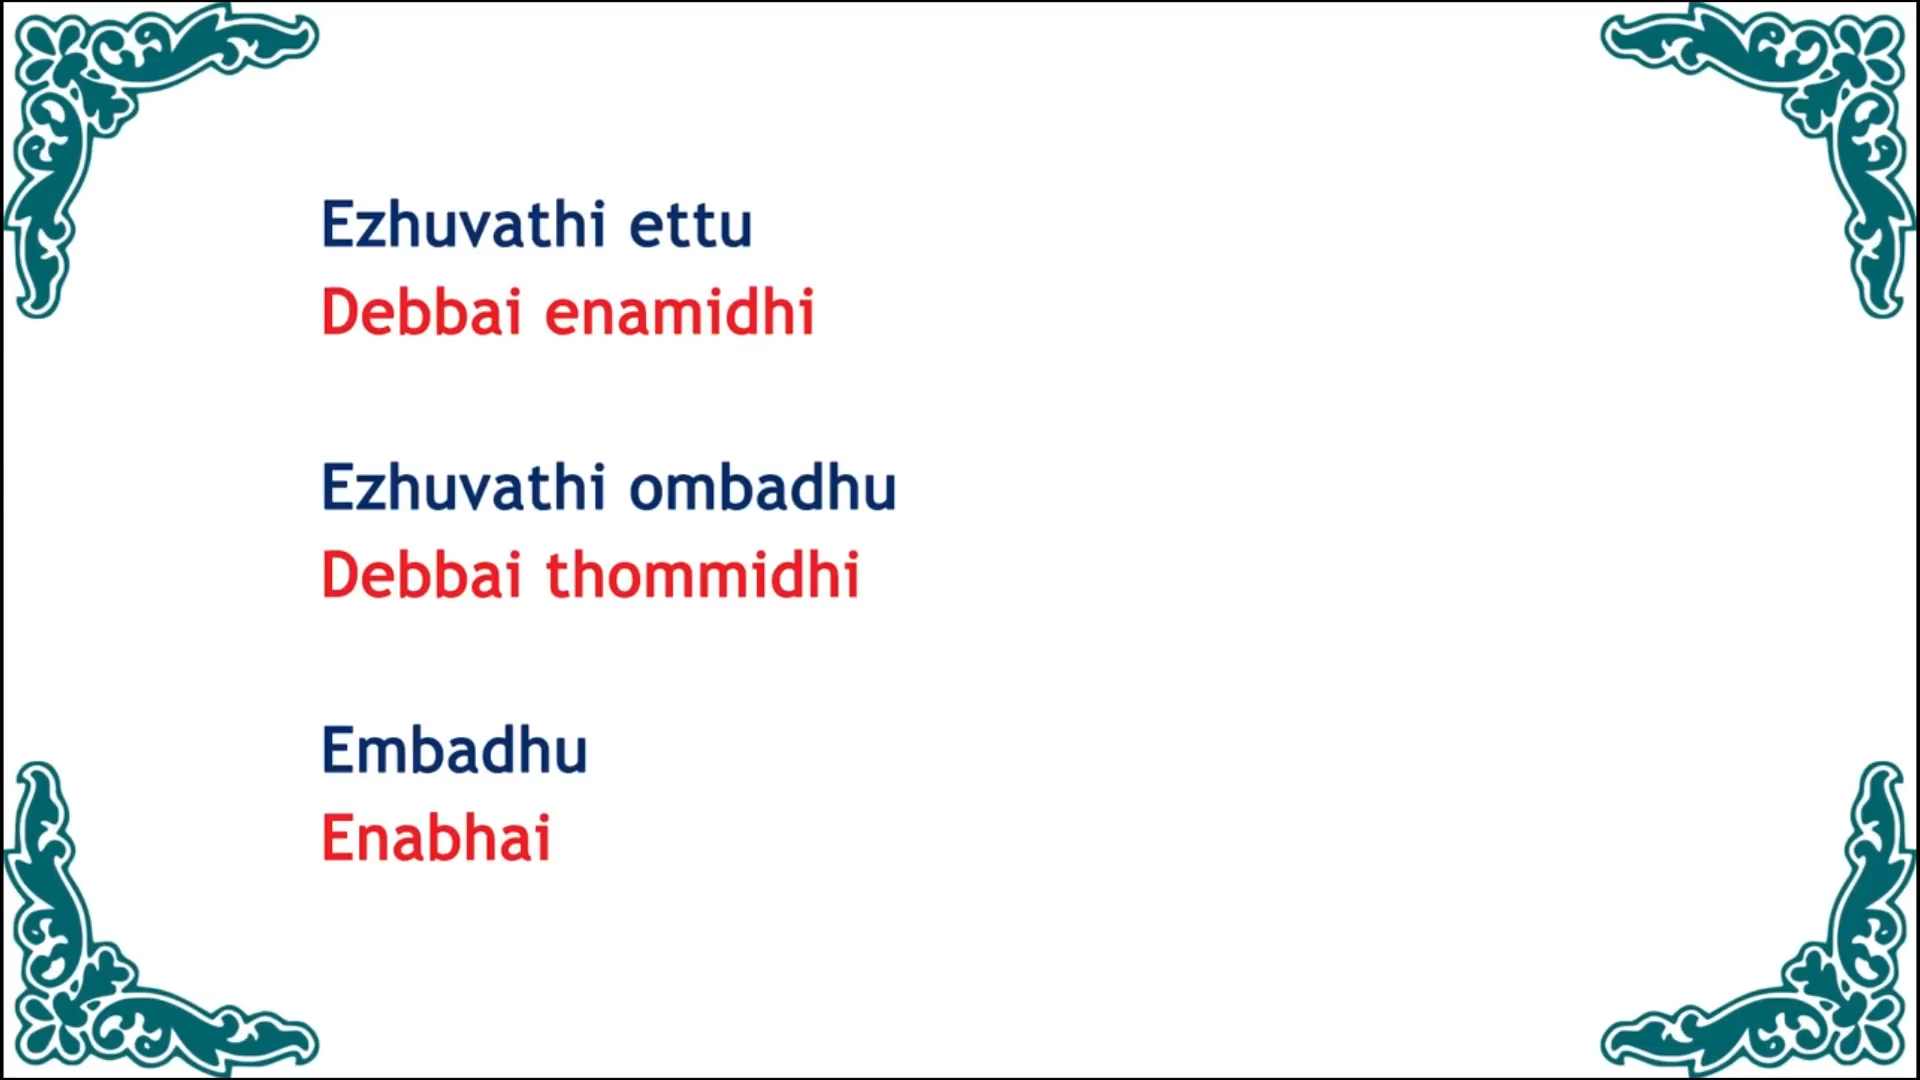 Ezhuvathi ettu
Debbai enamidhi
Ezhuvathi ombadhu
Debbai thommidhi
Embadhu
Enabhai